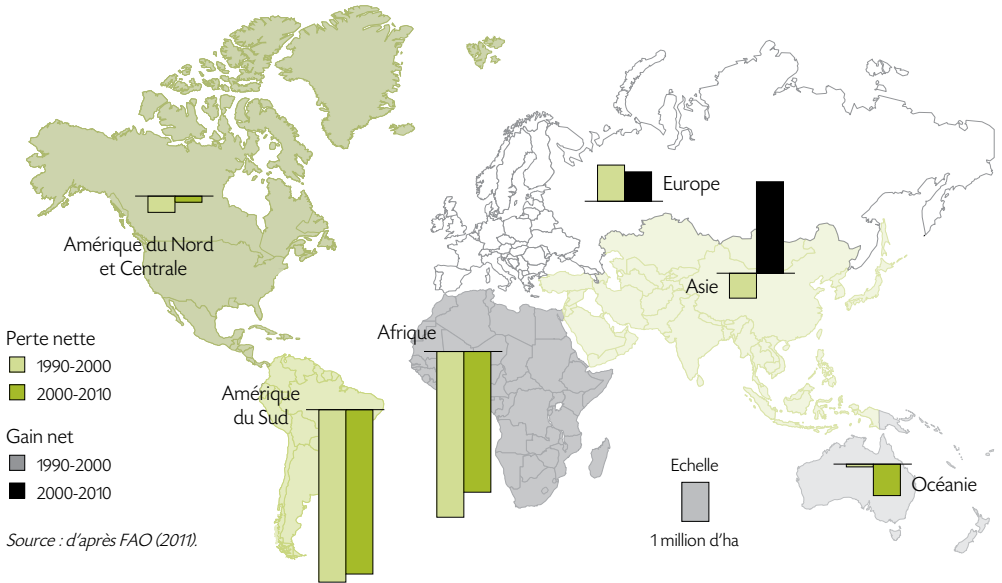 Europe
Amérique du Nord
et Centrale
Asie
Afrique
Perte nette
1990-2000
2000-2010
Amérique
du Sud
Gain net
1990-2000
2000-2010
Echelle
1 million d'ha
Océanie
Source : d'après FAO (2011).